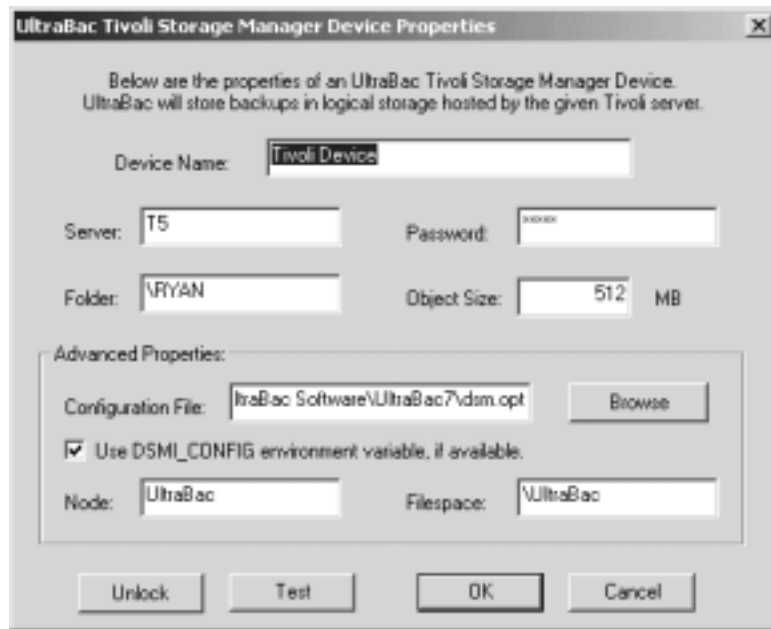 UltraBac Tivoli Storage Manager Device Properties
Below are the properties of an UltraBac Tivoli Storage Manager Device.
UltraBac will store backups in logical storage hosted by the given Tivoli server.
Device Name: Tivoli Device
Server: T5 Password: xxxxx
Folder: \RYAN Object Size: 512 MB
Advanced Properties:
Configuration File: ltraBac Software\UltraBac7\dsm.opt Browse
Use DSMI_CONFIG environment variable, if available.
Node: UltraBac Filespace: \UltraBac
Unlock Test OK Cancel